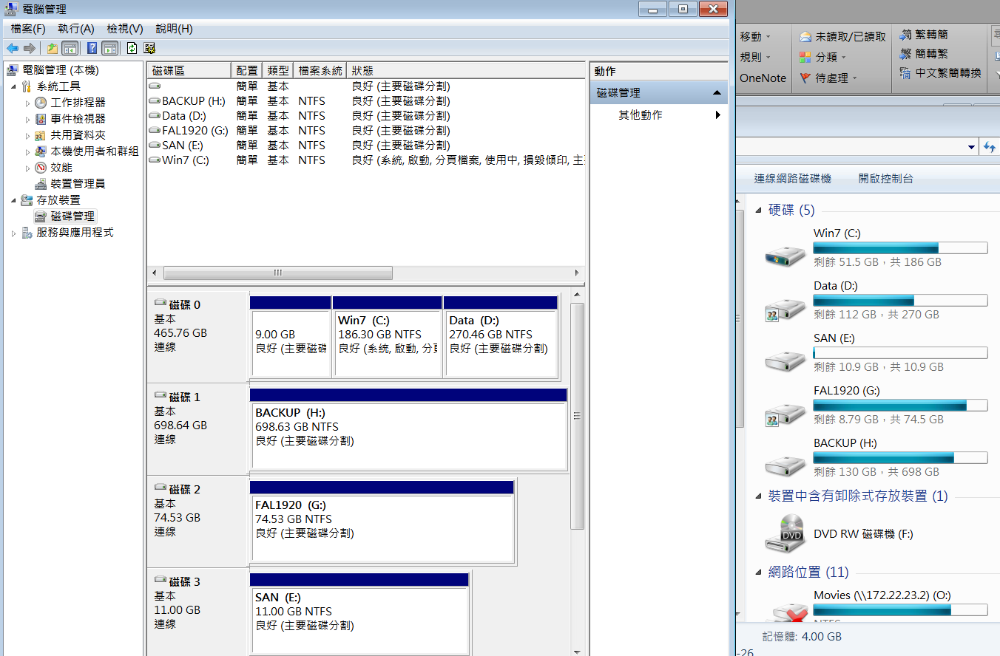 電腦管理
檔案(F) 執行(A) 檢視(V) 說明(H)
電腦管理 (本機)
系統工具
工作排程器
事件檢視器
共用資料夾
本機使用者和群組
效能
裝置管理員
存放裝置
磁碟管理
服務與應用程式
磁碟區 配置 類型 檔案系統 狀態
簡單 基本 良好 (主要磁碟分割)
BACKUP (H:) 簡單 基本 NTFS 良好 (主要磁碟分割)
Data (D:) 簡單 基本 NTFS 良好 (主要磁碟分割)
FAL1920 (G:) 簡單 基本 NTFS 良好 (主要磁碟分割)
SAN (E:) 簡單 基本 NTFS 良好 (主要磁碟分割)
Win7 (C:) 簡單 基本 NTFS 良好 (系統, 啟動, 分頁檔案, 使用中, 損毀傾印, 主
磁碟 0
基本
465.76 GB
連線
9.00 GB
良好 (主要磁碟
Win7 (C:)
186.30 GB NTFS
良好 (系統, 啟動, 分
Data (D:)
270.46 GB NTFS
良好 (主要磁碟分割)
磁碟 1
基本
698.64 GB
連線
BACKUP (H:)
698.63 GB NTFS
良好 (主要磁碟分割)
磁碟 2
基本
74.53 GB
連線
FAL1920 (G:)
74.53 GB NTFS
良好 (主要磁碟分割)
磁碟 3
基本
11.00 GB
連線
SAN (E:)
11.00 GB NTFS
良好 (主要磁碟分割)
動作
磁碟管理
其他動作
移動
規則
OneNote
未讀取/已讀取
分類
待處理
繁轉簡
簡轉繁
中文繁簡轉換
連線網路磁碟機 開啟控制台
硬碟 (5)
Win7 (C:)
剩餘 51.5 GB，共 186 GB
Data (D:)
剩餘 112 GB，共 270 GB
SAN (E:)
剩餘 10.9 GB，共 10.9 GB
FAL1920 (G:)
剩餘 8.79 GB，共 74.5 GB
BACKUP (H:)
剩餘 130 GB，共 698 GB
裝置中含有卸除式存放裝置 (1)
DVD
DVD RW 磁碟機 (F:)
網路位置 (11)
Movies (\\172.22.23.2) (O:)
NTFS
記憶體: 4.00 GB
-26